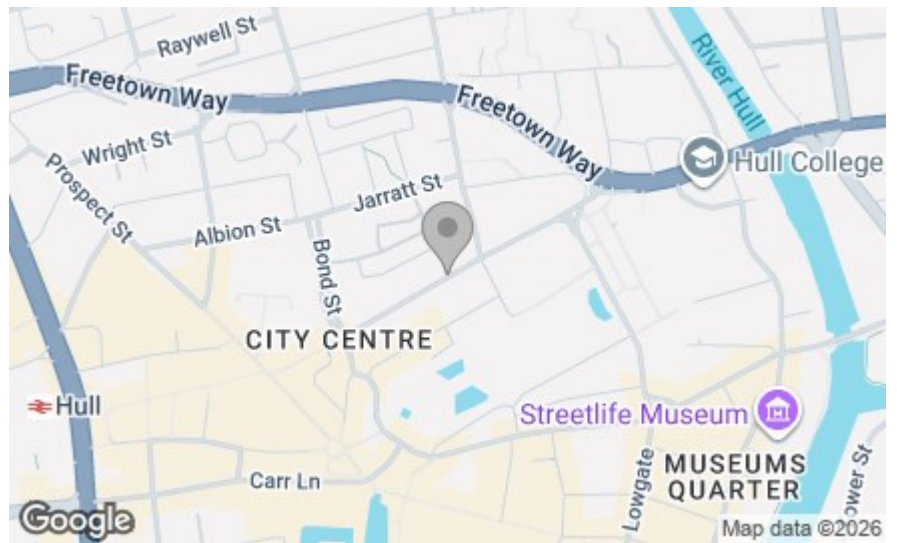 Raywell St
Freetown Way
Freetown Way
River Hull
Wright St
Prospect St
Hull College
Jarratt St
Albion St
Bond St
CITY CENTRE
Hull
Streetlife Museum
MUSEUMS
QUARTER
Carr Ln
Lowgate
ower St
Google
Map data ©2026